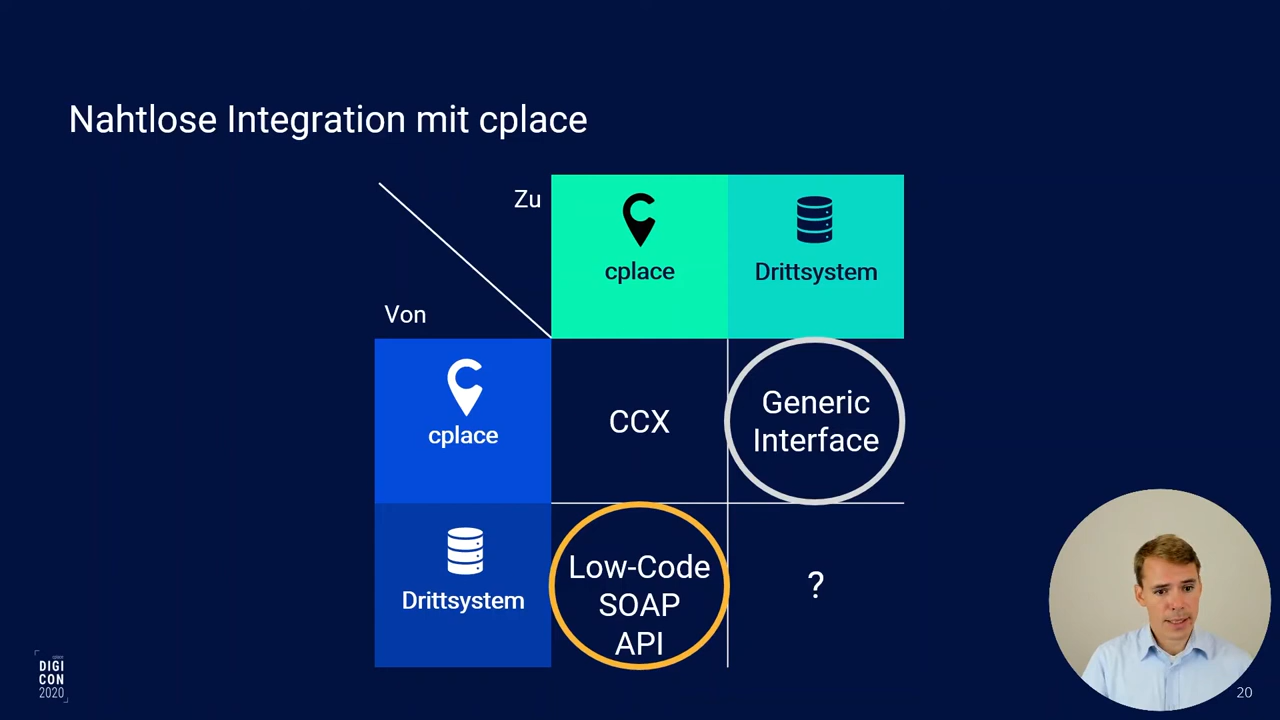 Nahtlose Integration mit cplace
Zu
cplace
Drittsystem
Von
cplace
CCX
Generic
Interface
Drittsystem
Low-Code
SOAP
API
?
DIGI
CON
2020
20